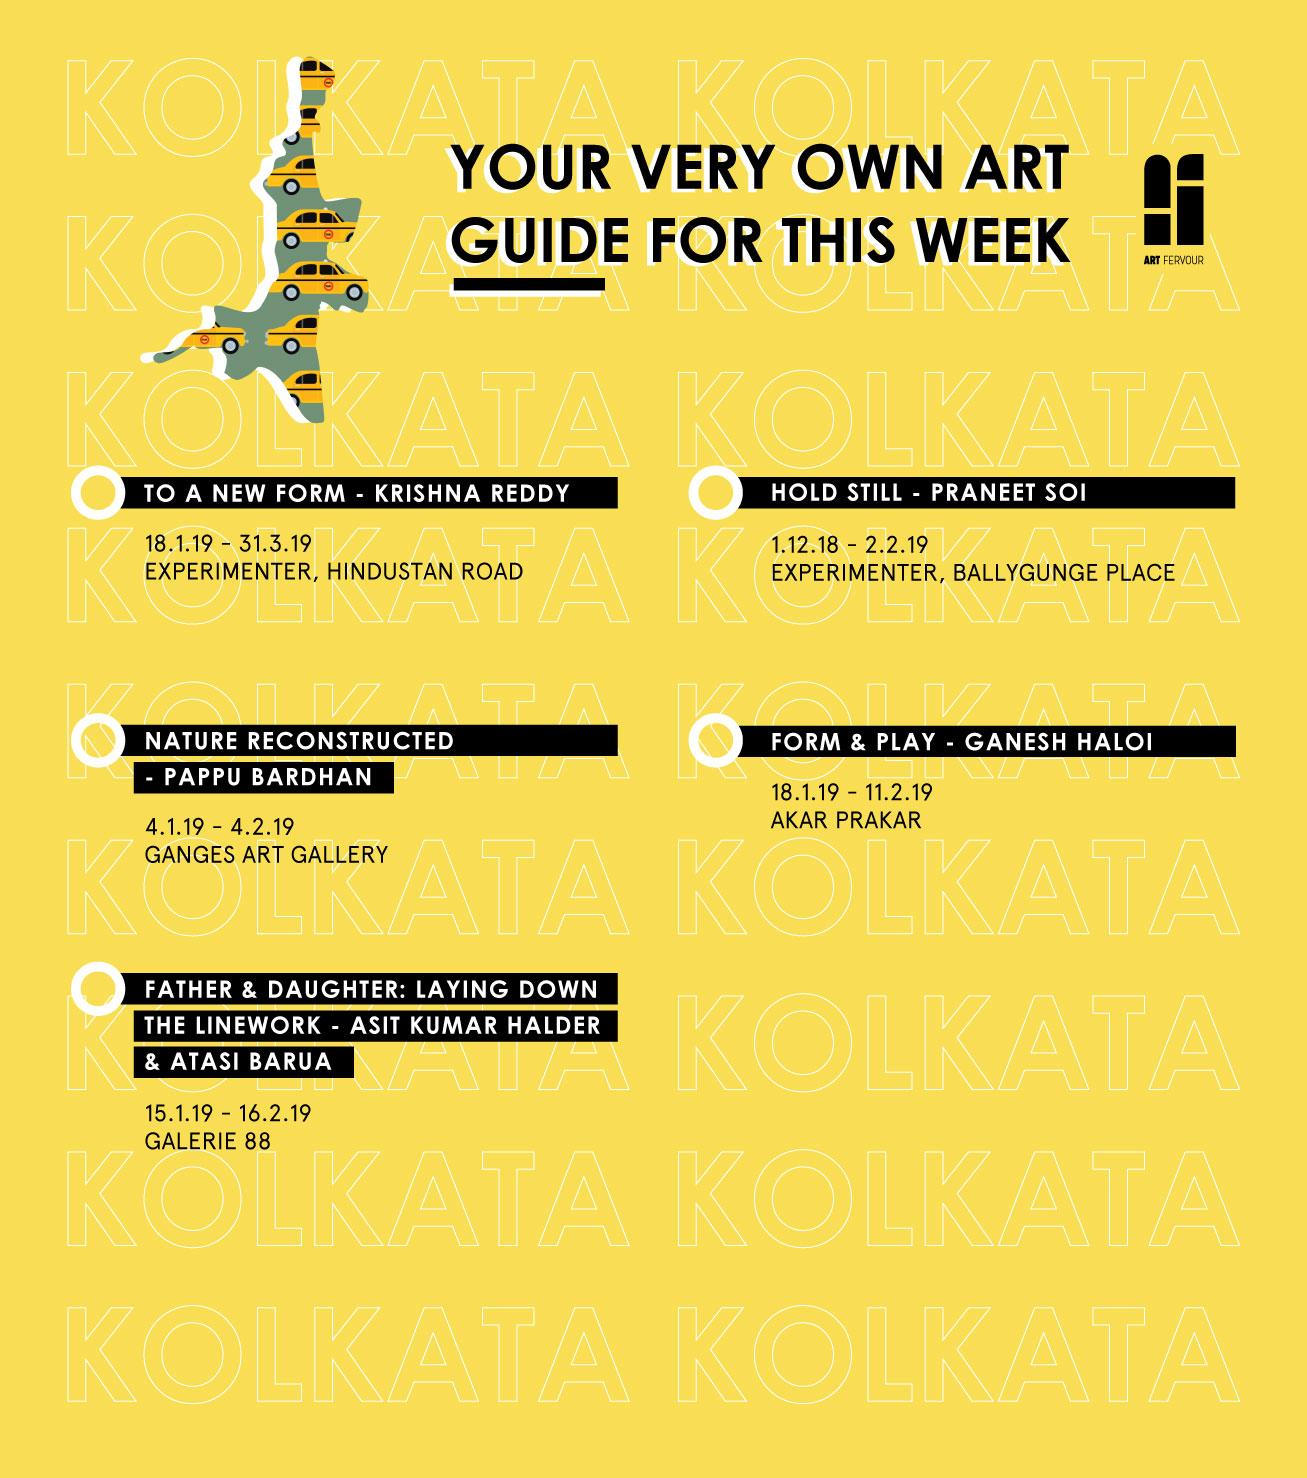 KOLKATA KOLKATA
YOUR VERY OWN ART
GUIDE FOR THIS WEEK
ART FERVOUR
KOLKATA KOLKATA
KOLKATA KOLKATA
TO A NEW FORM - KRISHNA REDDY
18.1.19 - 31.3.19
EXPERIMENTER, HINDUSTAN ROAD
HOLD STILL - PRANEET SOI
1.12.18 - 2.2.19
EXPERIMENTER, BALLYGUNGE PLACE
KOLKATA KOLKATA
KOLKATA KOLKATA
NATURE RECONSTRUCTED
- PAPPU BARDHAN
4.1.19 - 4.2.19
GANGES ART GALLERY
FORM & PLAY - GANESH HALOI
18.1.19 - 11.2.19
AKAR PRAKAR
KOLKATA KOLKATA
FATHER & DAUGHTER: LAYING DOWN
THE LINEWORK - ASIT KUMAR HALDER
& ATASI BARUA
15.1.19 - 16.2.19
GALERIE 88
KOLKATA KOLKATA
KOLKATA KOLKATA
KOLKATA KOLKATA